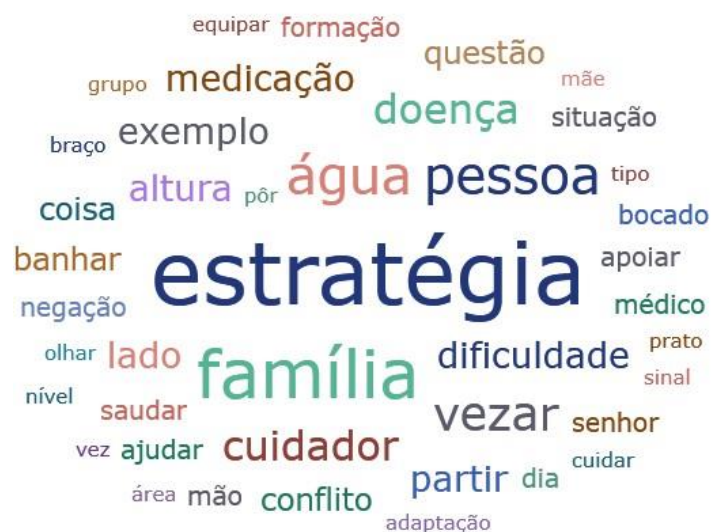 equipar formação
questão
grupo medicação mãe
doença
exemplo situação
braço
água pessoa tipo
altura pôr
coisa bocado
banhar estratégia apoiar
negação médico
olhar lado família dificuldade prato
sinal
nível
saudar vezar senhor
vez ajudar cuidador
cuidar
partir dia
área mão conflito
adaptação